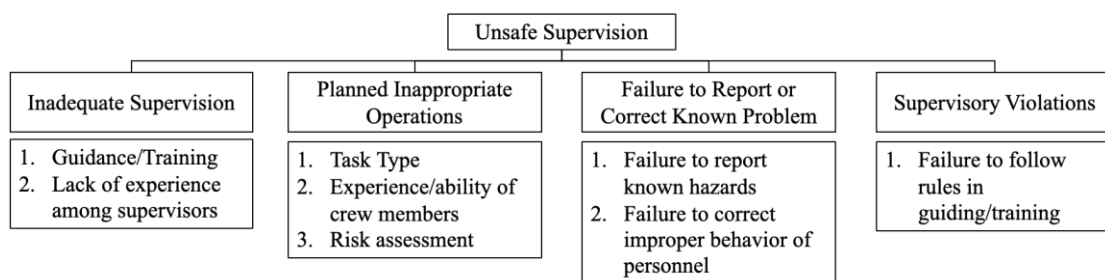 Unsafe Supervision
Inadequate Supervision
1. Guidance/Training
2. Lack of experience
among supervisors
Planned Inappropriate
Operations
1. Task Type
2. Experience/ability of
crew members
3. Risk assessment
Failure to Report or
Correct Known Problem
1. Failure to report
known hazards
2. Failure to correct
improper behavior of
personnel
Supervisory Violations
1. Failure to follow
rules in
guiding/training